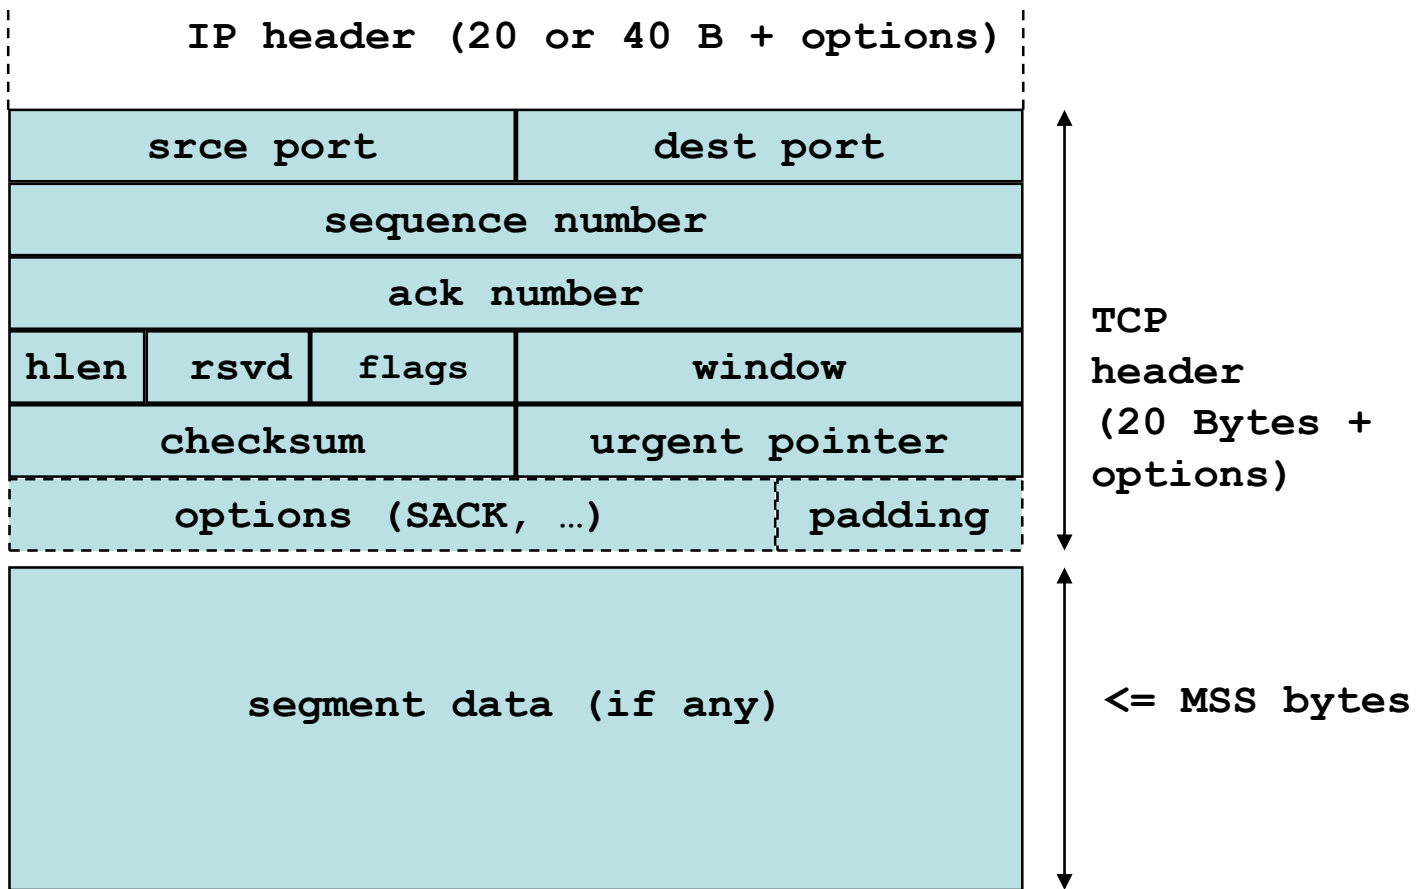 IP header (20 or 40 B + options)
srce port
dest port
sequence number
ack number
hlen
rsvd
flags
window
checksum
urgent pointer
options (SACK, …)
padding
TCP
header
(20 Bytes +
options)
segment data (if any)
<= MSS bytes